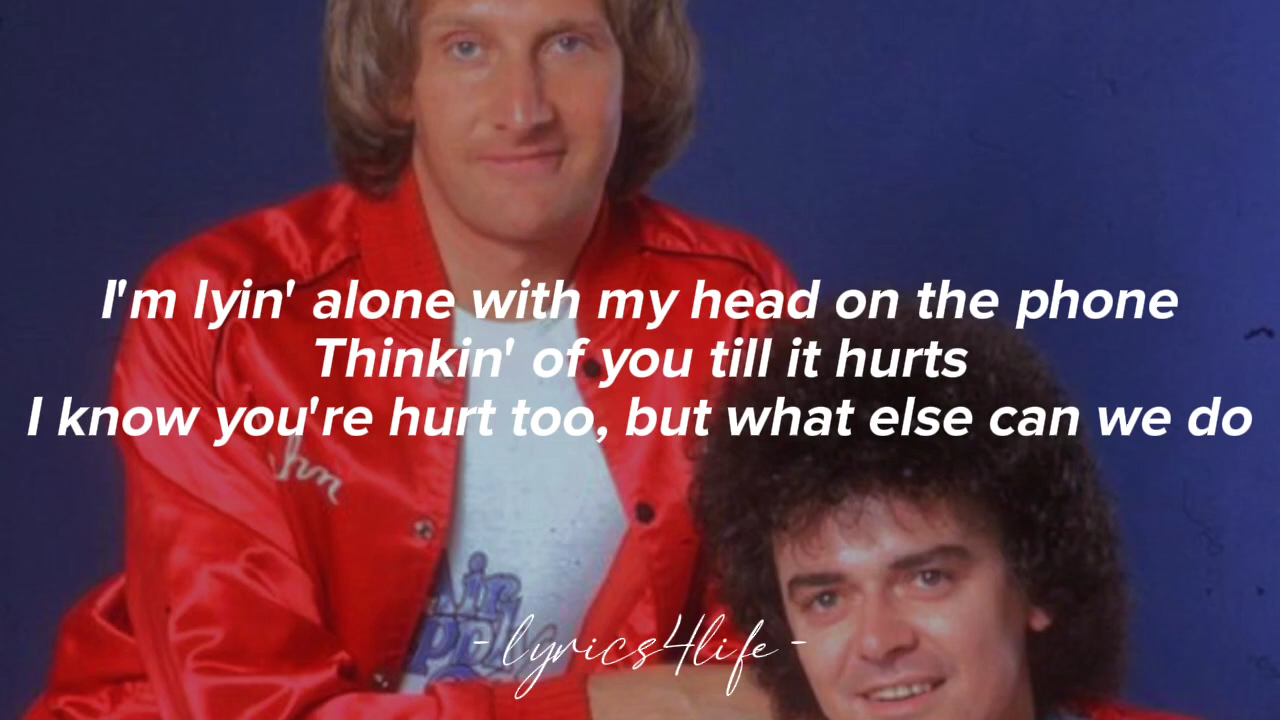 I'm lyin' alone with my head on the phone
Thinkin' of you till it hurts
I know you're hurt too, but what else can we do
Air
-lyrics4life-